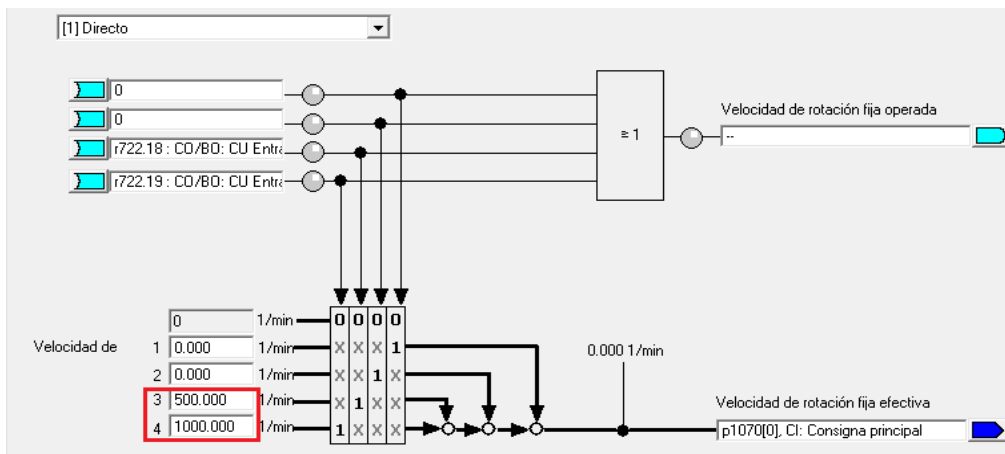 [1] Directo
0
0
r722.18 : CO/BO: CU Entra
r722.19 : CO/BO: CU Entra
≥ 1
Velocidad de rotación fija operada
--
0 1/min 0 0 0 0
Velocidad de 1 0.000 1/min X X X 1
2 0.000 1/min X X 1 X
3 500.000 1/min X 1 X X
4 1000.000 1/min 1 X X X
0.000 1/min
Velocidad de rotación fija efectiva
p1070[0], CI: Consigna principal